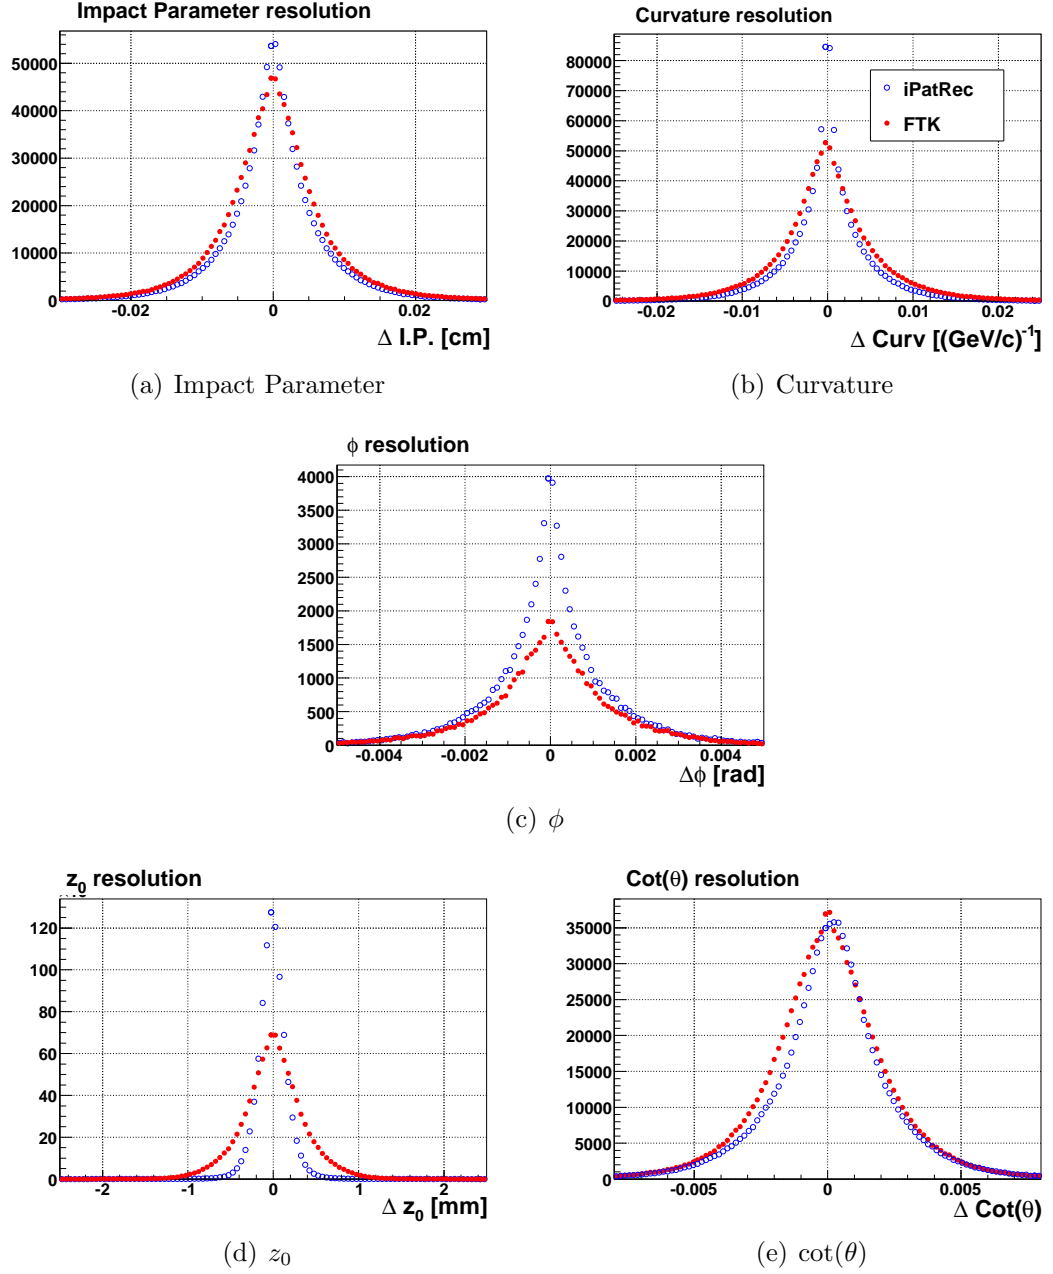 Impact Parameter resolution
50000
40000
30000
20000
10000
0
-0.02 0 0.02
Δ I.P. [cm]
(a) Impact Parameter
Curvature resolution
iPatRec
FTK
80000
70000
60000
50000
40000
30000
20000
10000
0
-0.02 -0.01 0 0.01 0.02
Δ Curv [(GeV/c)⁻¹]
(b) Curvature
ϕ resolution
4000
3500
3000
2500
2000
1500
1000
500
0
-0.004 -0.002 0 0.002 0.004
Δϕ [rad]
(c) ϕ
z₀ resolution
120
100
80
60
40
20
0
-2 -1 0 1 2
Δ z₀ [mm]
(d) z₀
Cot(θ) resolution
35000
30000
25000
20000
15000
10000
5000
0
-0.005 0 0.005
Δ Cot(θ)
(e) cot(θ)